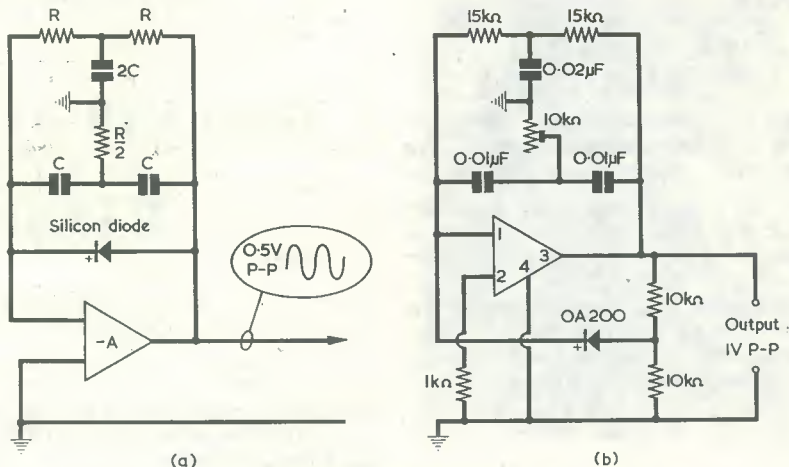 R
R
2C
R
2
C
C
Silicon diode
+
-A
0·5V
P-P
(a)
15kΩ
15kΩ
0·02μF
10kΩ
0·01μF
0·01μF
1
2
4
3
OA200
+
1kΩ
10kΩ
10kΩ
Output
1V P-P
(b)